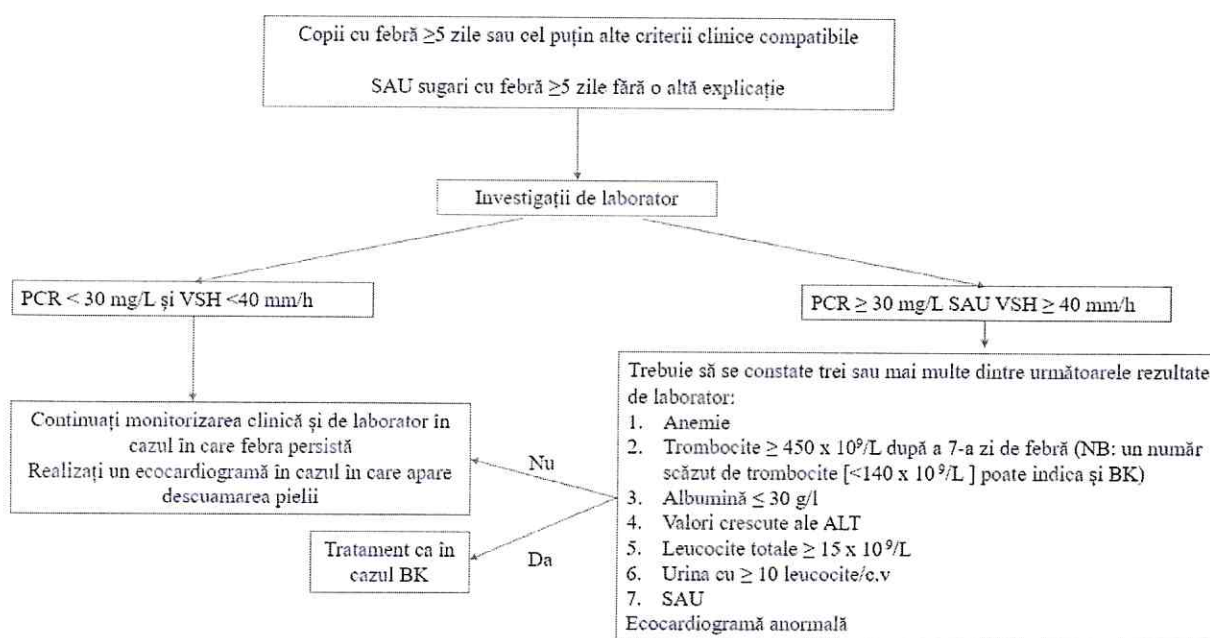 Copii cu febră ≥5 zile sau cel puțin alte criterii clinice compatibile
SAU sugari cu febră ≥5 zile fără o altă explicație
Investigații de laborator
PCR < 30 mg/L și VSH <40 mm/h
PCR ≥ 30 mg/L SAU VSH ≥ 40 mm/h
Continuați monitorizarea clinică și de laborator în
cazul în care febra persistă
Realizați un ecocardiogramă în cazul în care apare
descuamarea pielii
Nu
Tratament ca în
cazul BK
Da
Trebuie să se constate trei sau mai multe dintre următoarele rezultate
de laborator:
1. Anemie
2. Trombocite ≥ 450 x 10⁹/L după a 7-a zi de febră (NB: un număr
scăzut de trombocite [<140 x 10⁹/L ] poate indica și BK)
3. Albumină ≤ 30 g/l
4. Valori crescute ale ALT
5. Leucocite totale ≥ 15 x 10⁹/L
6. Urina cu ≥ 10 leucocite/c.v
7. SAU
Ecocardiogramă anormală